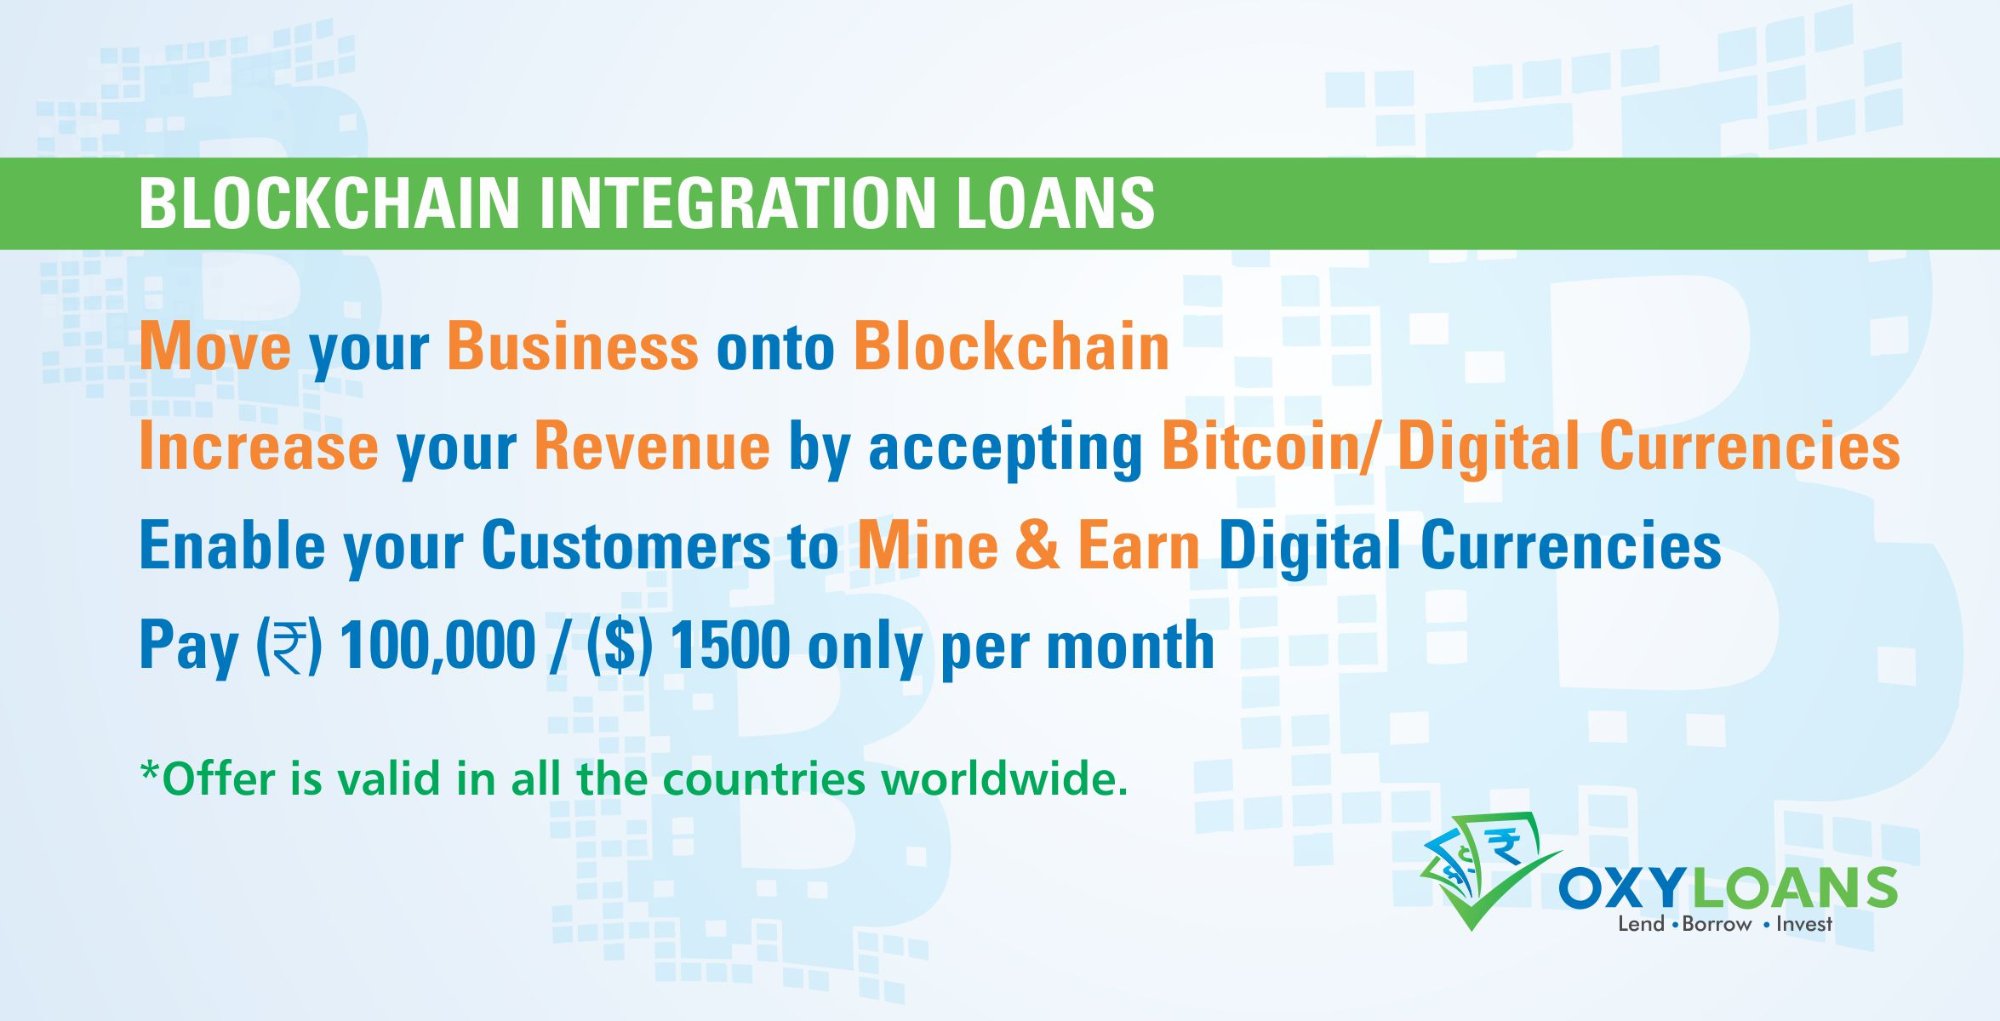 BLOCKCHAIN INTEGRATION LOANS
Move your Business onto Blockchain
Increase your Revenue by accepting Bitcoin/ Digital Currencies
Enable your Customers to Mine & Earn Digital Currencies
Pay (₹) 100,000 / ($) 1500 only per month
*Offer is valid in all the countries worldwide.
₹
OXYLOANS
Lend • Borrow • Invest